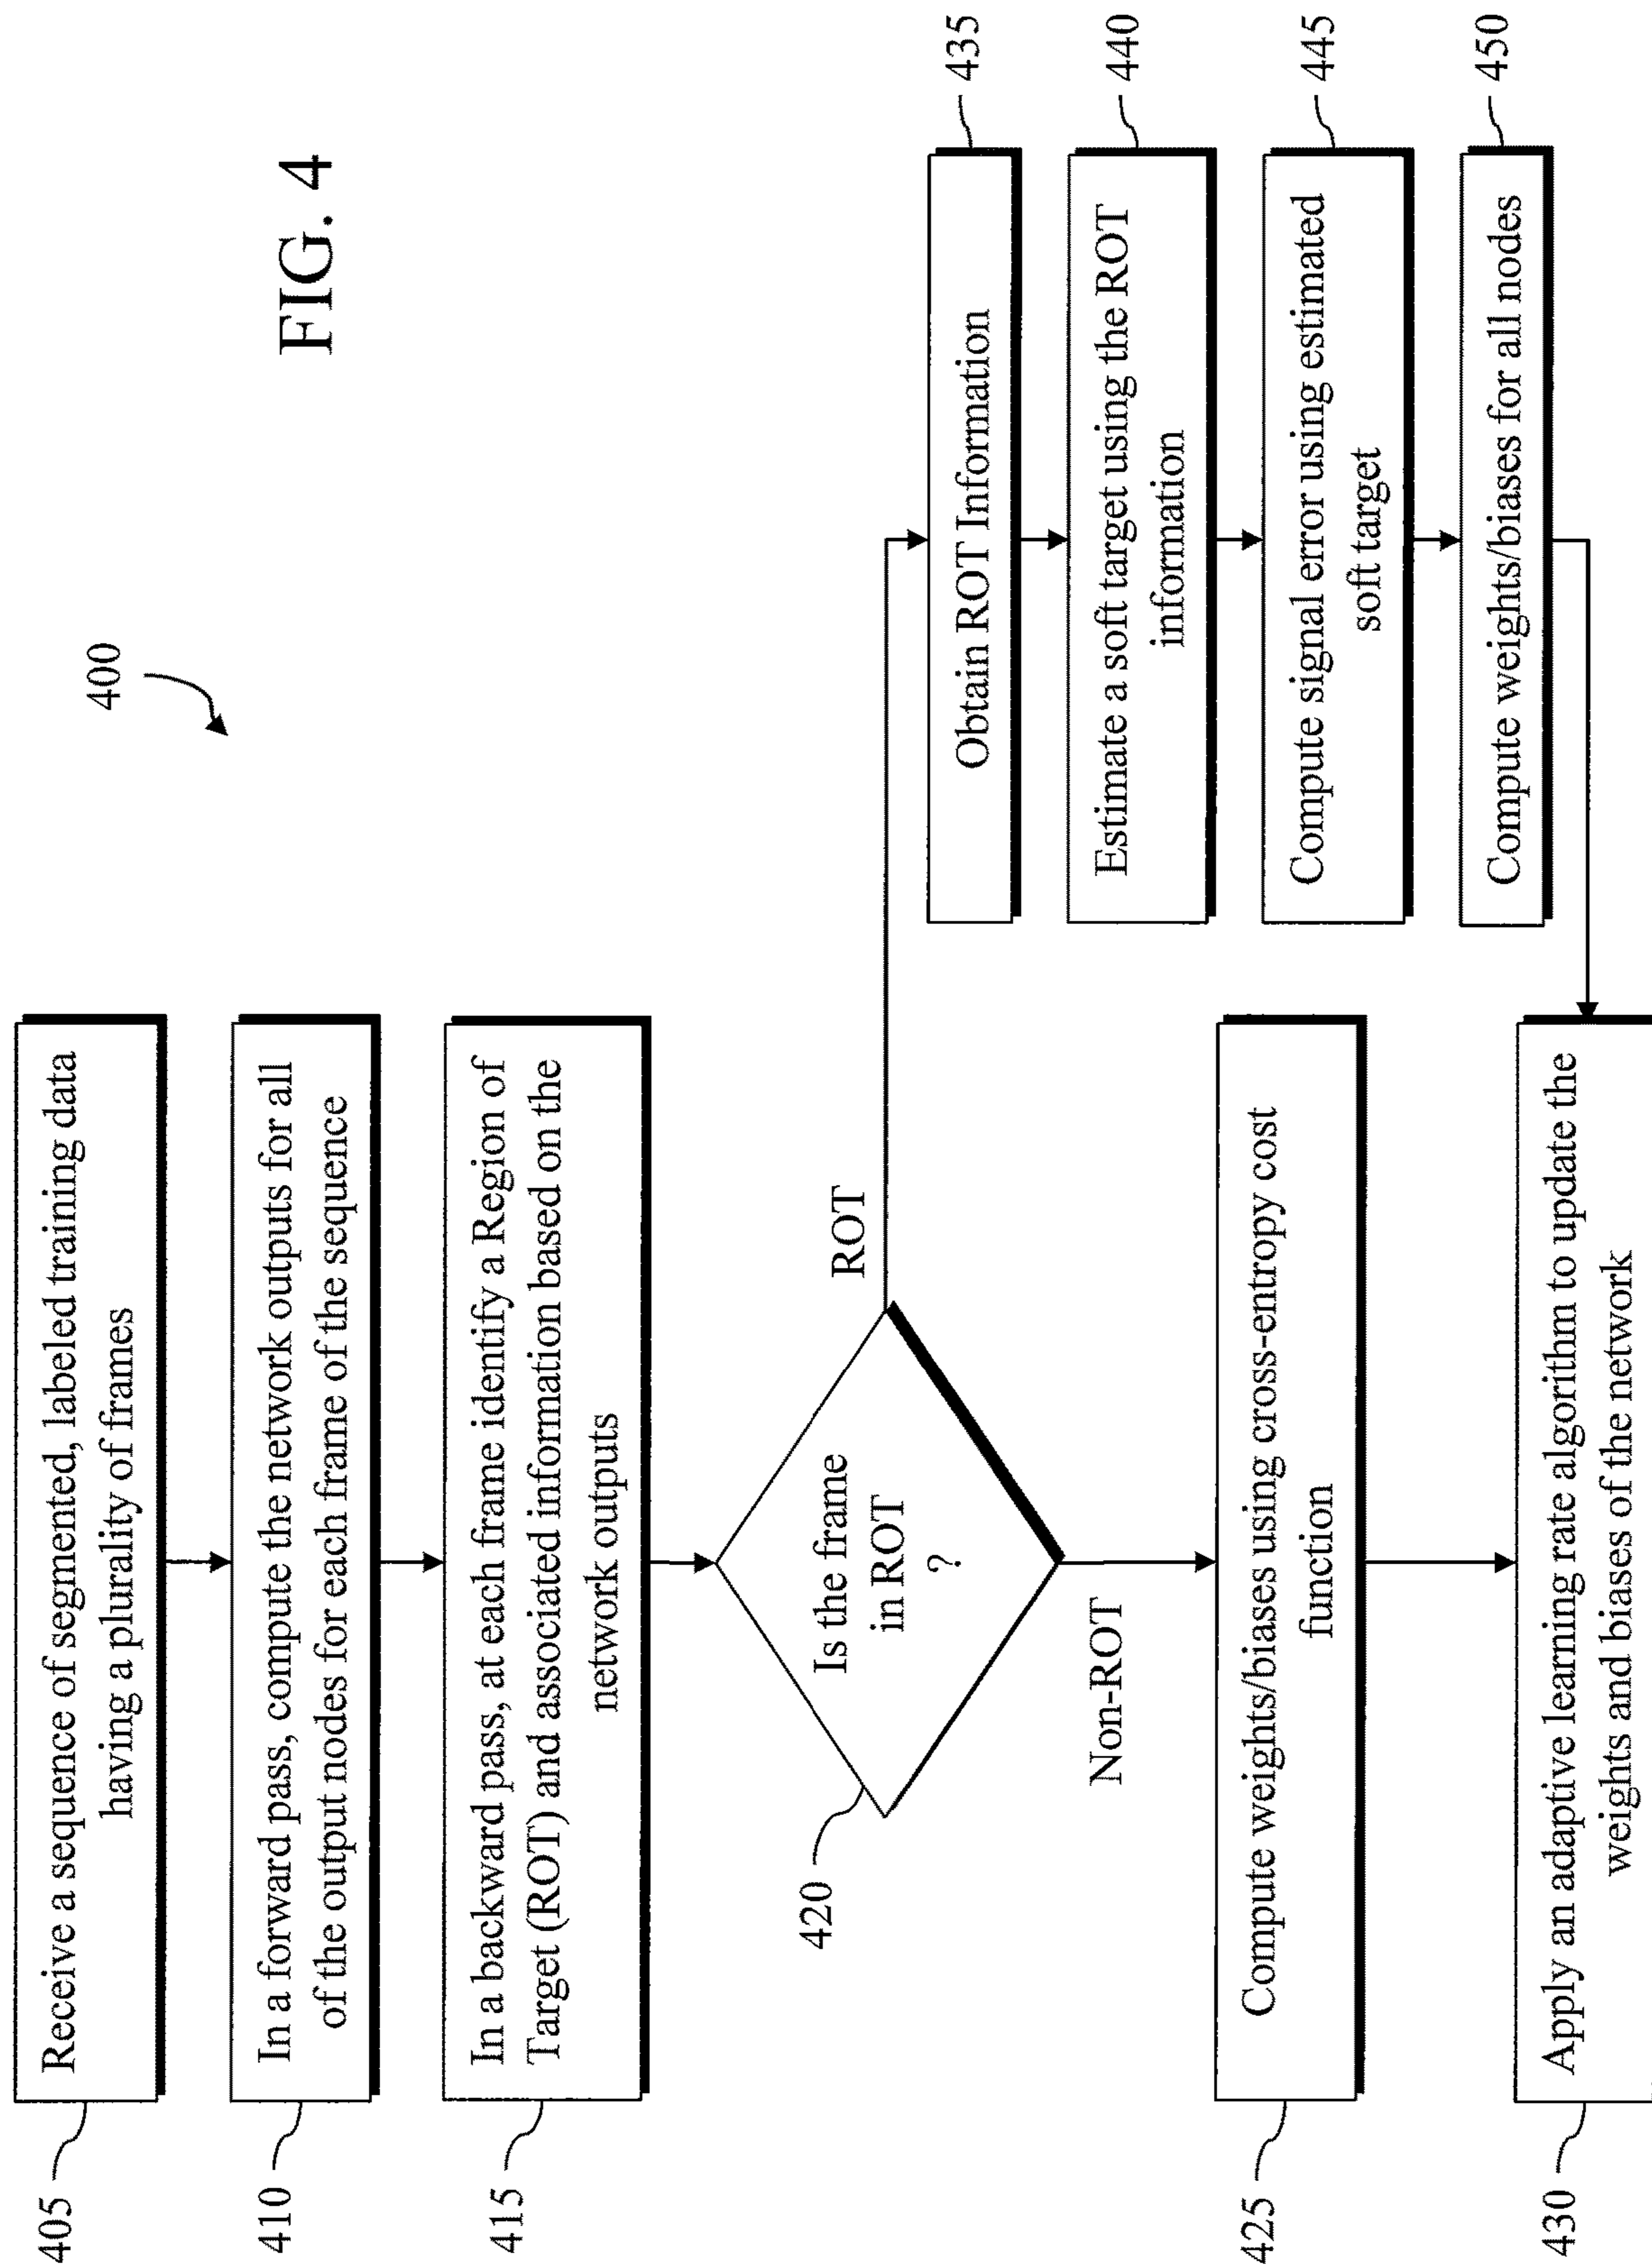 FIG. 4
400
405
Receive a sequence of segmented, labeled training data
having a plurality of frames
410
In a forward pass, compute the network outputs for all
of the output nodes for each frame of the sequence
415
In a backward pass, at each frame identify a Region of
Target (ROT) and associated information based on the
network outputs
420
Is the frame
in ROT
?
ROT
Non-ROT
425
Compute weights/biases using cross-entropy cost
function
430
Apply an adaptive learning rate algorithm to update the
weights and biases of the network
435
Obtain ROT Information
440
Estimate a soft target using the ROT
information
445
Compute signal error using estimated
soft target
450
Compute weights/biases for all nodes